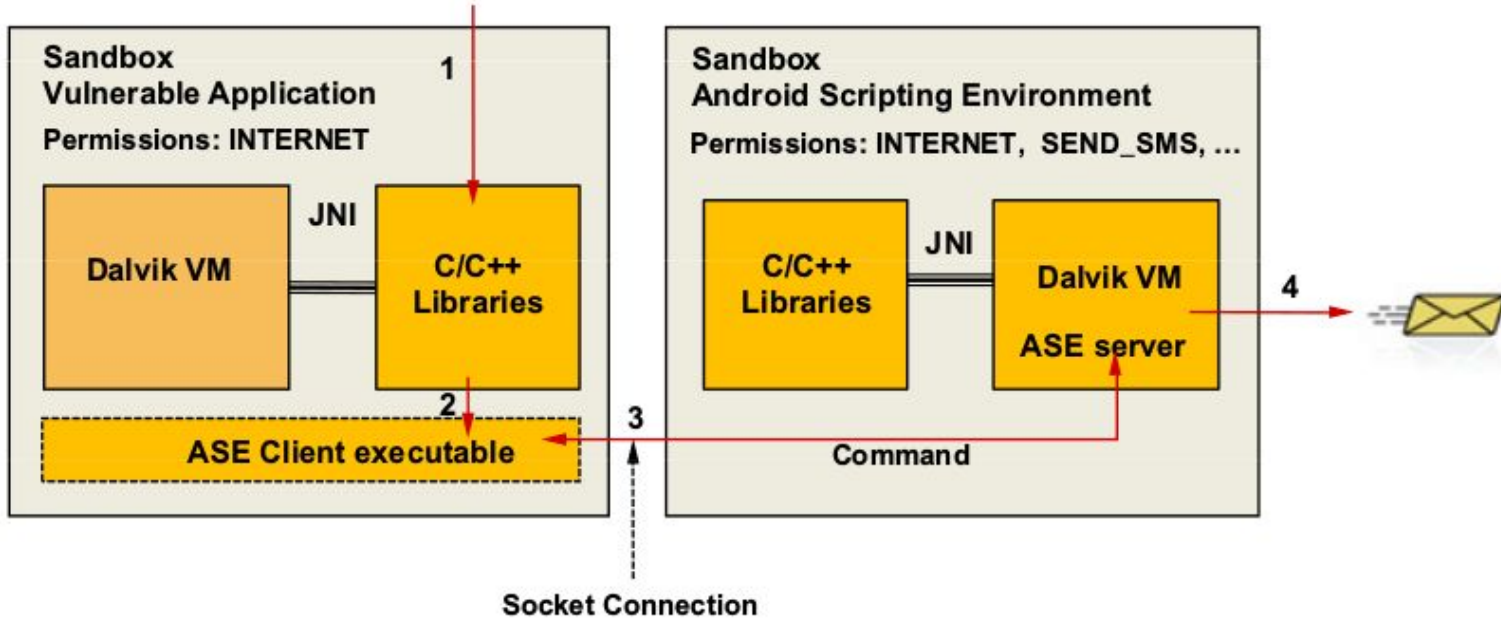 1
Sandbox
Vulnerable Application
Permissions: INTERNET
Dalvik VM
JNI
C/C++
Libraries
2
ASE Client executable
3
Command
Socket Connection
Sandbox
Android Scripting Environment
Permissions: INTERNET, SEND_SMS, ...
C/C++
Libraries
JNI
Dalvik VM
ASE server
4